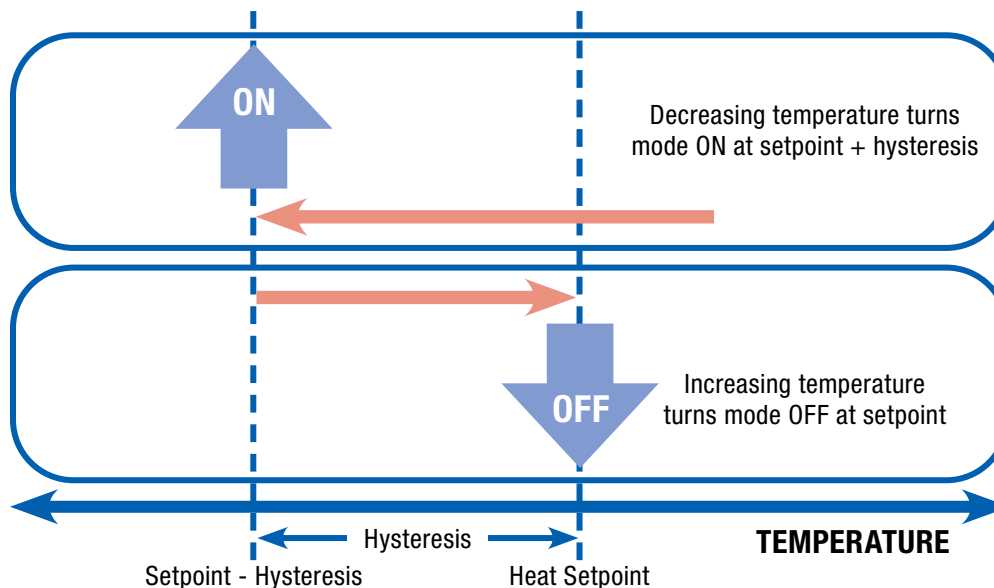 ON
Decreasing temperature turns
mode ON at setpoint + hysteresis
OFF
Increasing temperature
turns mode OFF at setpoint
Hysteresis
TEMPERATURE
Setpoint - Hysteresis
Heat Setpoint